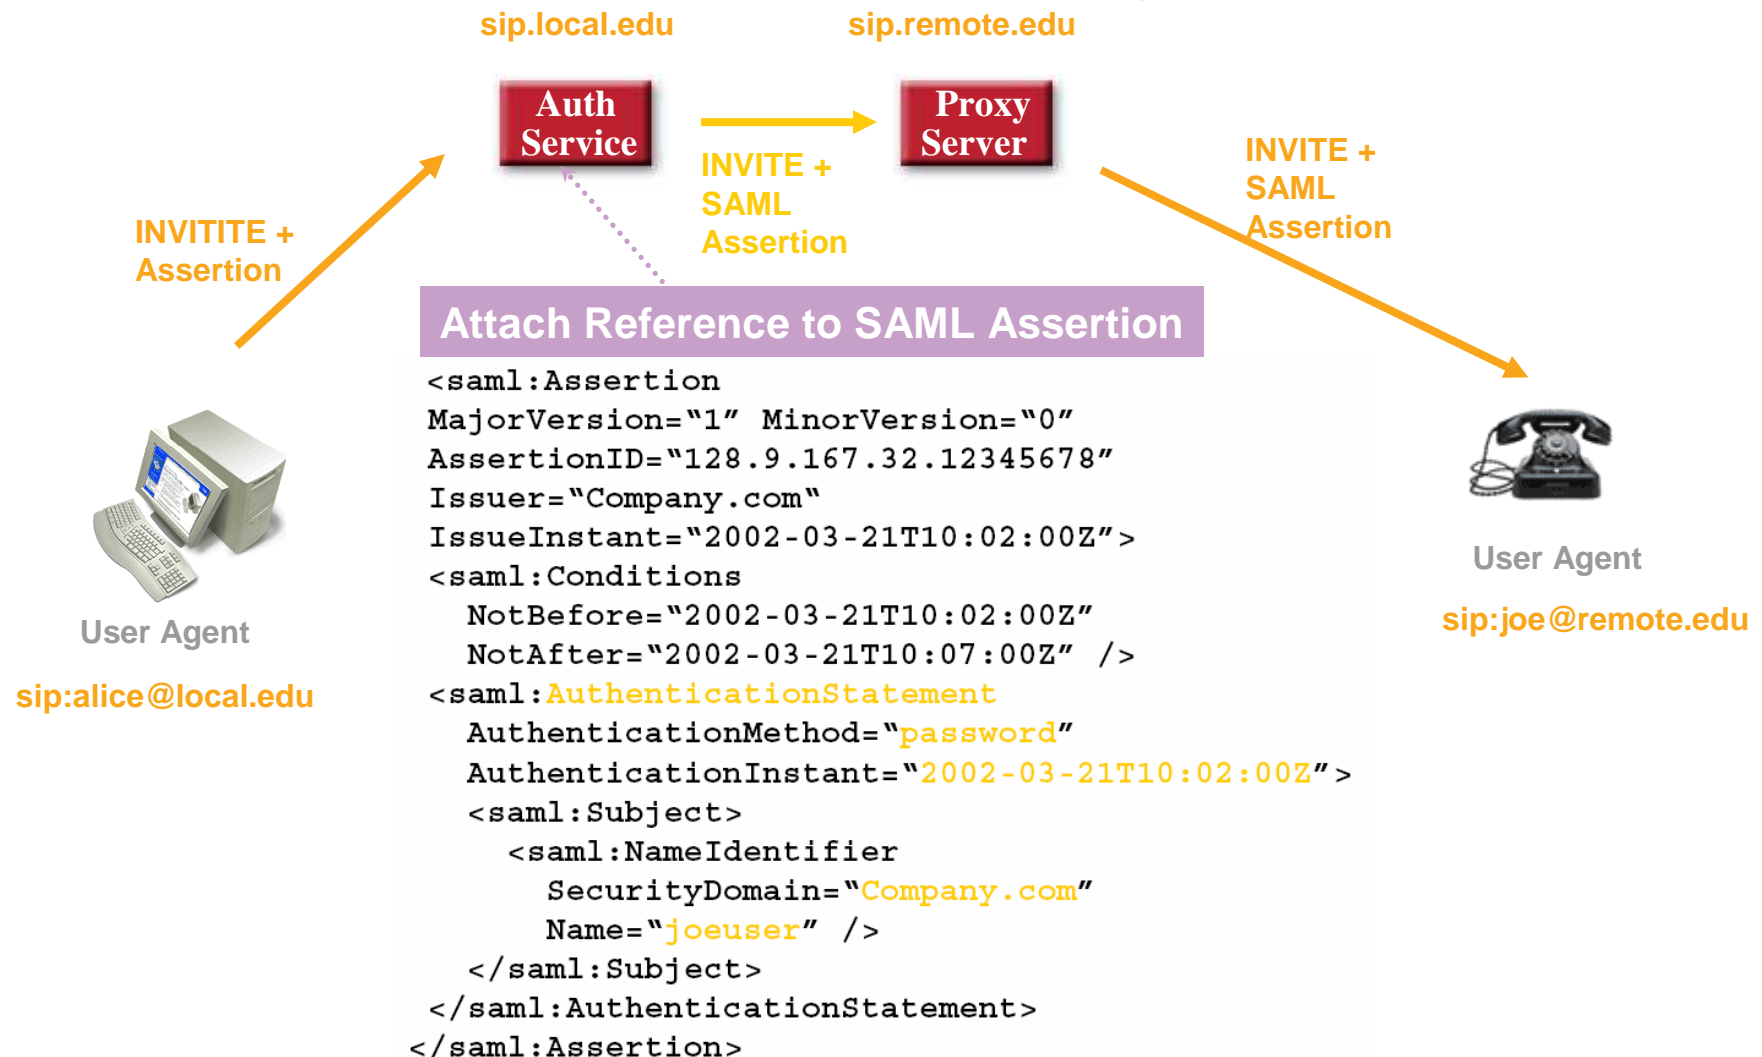 sip.local.edu
sip.remote.edu
Auth
Service
Proxy
Server
INVITE +
SAML
Assertion
INVITE +
SAML
Assertion
INVITITE +
Assertion
Attach Reference to SAML Assertion
<saml:Assertion
MajorVersion=“1” MinorVersion=“0”
AssertionID=“128.9.167.32.12345678”
Issuer=“Company.com“
IssueInstant=“2002-03-21T10:02:00Z”>
<saml:Conditions
NotBefore=“2002-03-21T10:02:00Z”
NotAfter=“2002-03-21T10:07:00Z” />
<saml:AuthenticationStatement
AuthenticationMethod=“password”
AuthenticationInstant=“2002-03-21T10:02:00Z”>
<saml:Subject>
<saml:NameIdentifier
SecurityDomain=“Company.com”
Name=“joeuser” />
</saml:Subject>
</saml:AuthenticationStatement>
</saml:Assertion>
User Agent
sip:alice@local.edu
User Agent
sip:joe@remote.edu